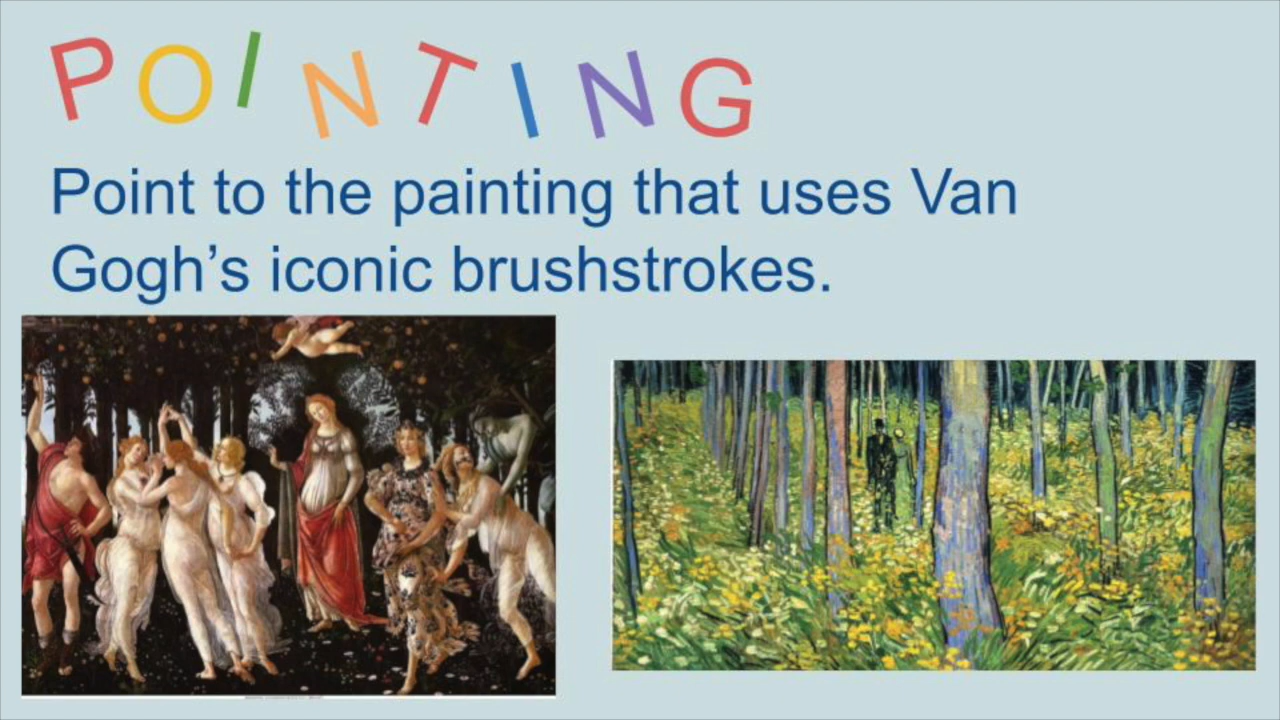 POINTING
Point to the painting that uses Van
Gogh’s iconic brushstrokes.